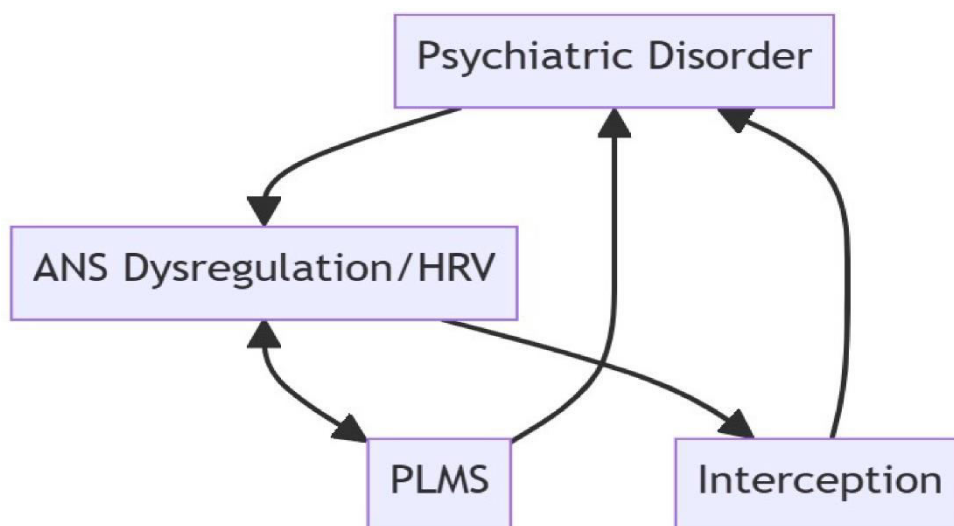 Psychiatric Disorder
ANS Dysregulation/HRV
PLMS
Interception